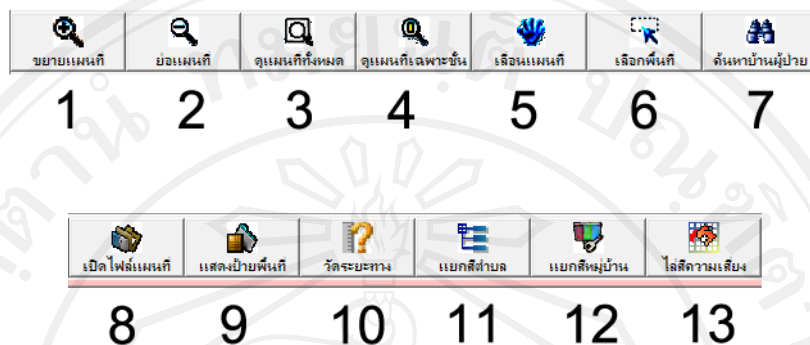 ขยายแผนที่ ย่อแผนที่ ดูแผนที่ทั้งหมด ดูแผนที่เฉพาะชั้น เลื่อนแผนที่ เลือกพื้นที่ ค้นหาบ้านผู้ป่วย
1 2 3 4 5 6 7
เปิดไฟล์แผนที่ แสดงป้ายพื้นที่ วัดระยะทาง แยกสีตำบล แยกสีหมู่บ้าน ไล่สีความเสี่ยง
8 9 10 11 12 13